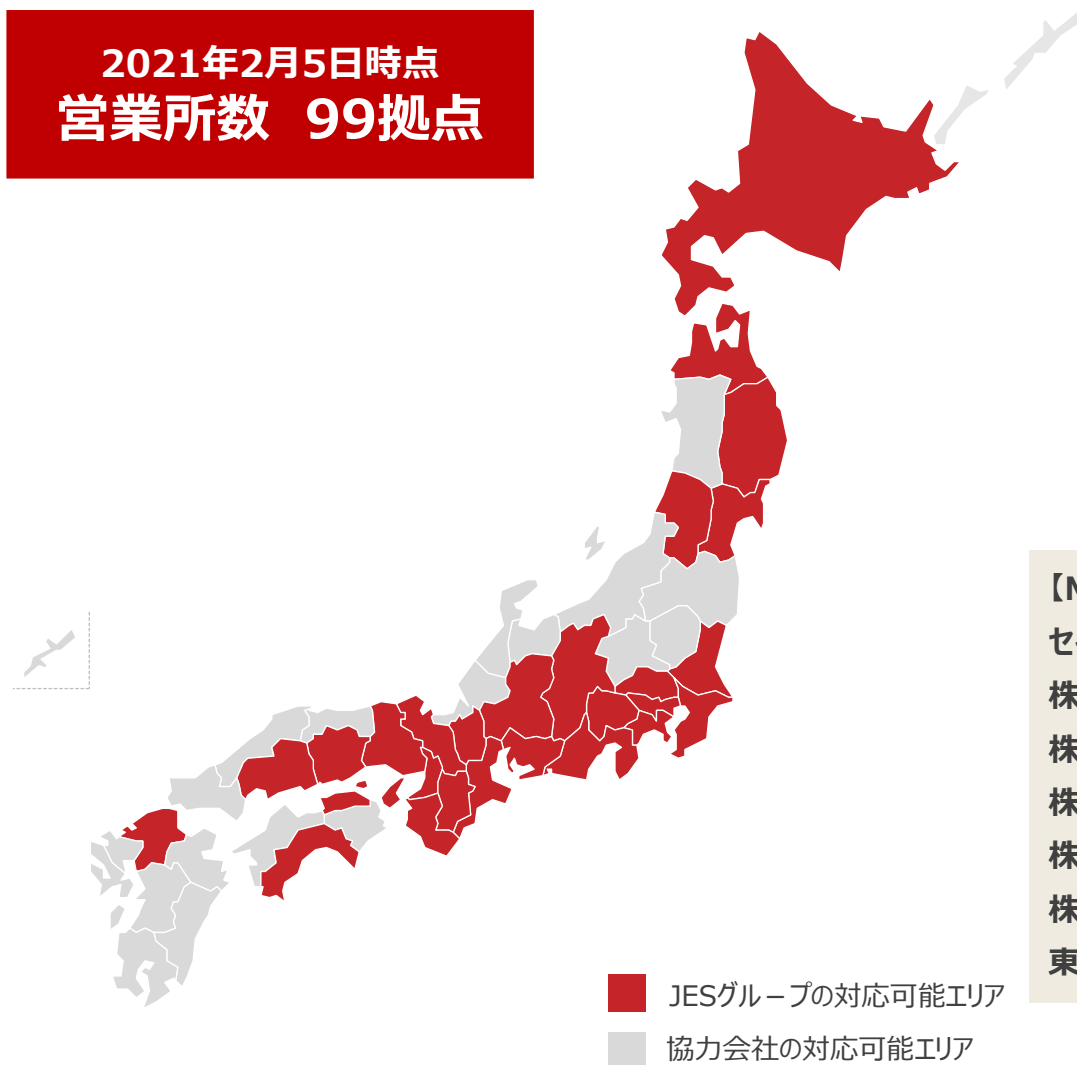 2021年2月5日時点
営業所数 99拠点
【N
セ
株
株
株
株
株
東
JESグループの対応可能エリア
協力会社の対応可能エリア